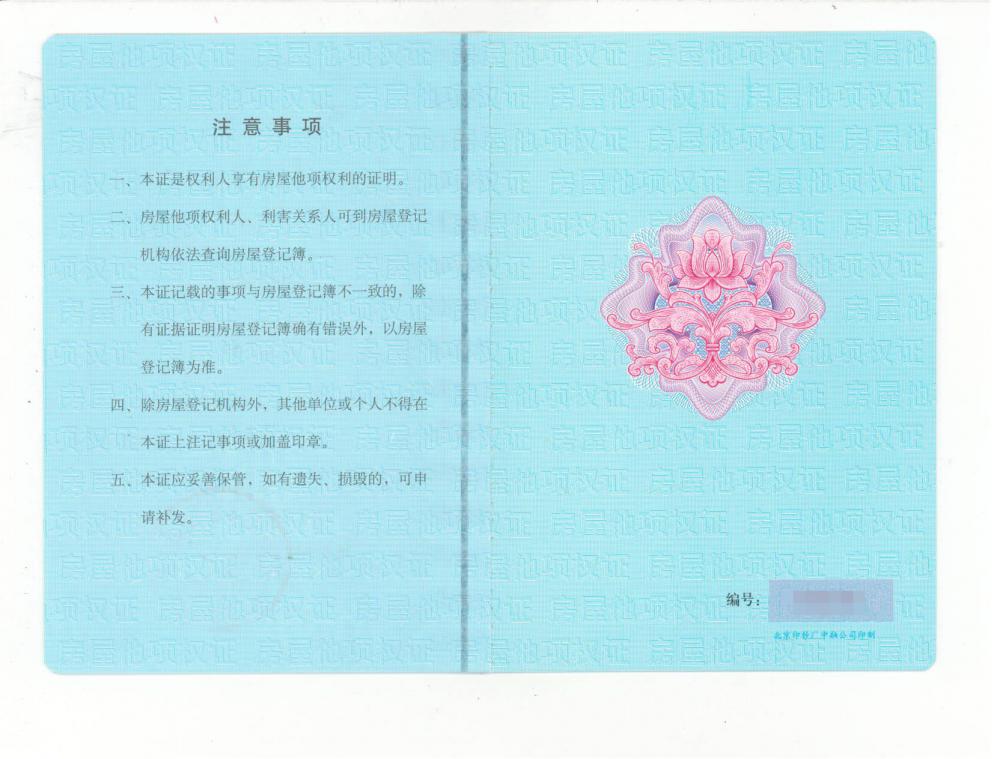 注意事项
一、本证是权利人享有房屋他项权利的证明。
二、房屋他项权利人、利害关系人可到房屋登记
机构依法查询房屋登记簿。
三、本证记载的事项与房屋登记簿不一致的，除
有证据证明房屋登记簿确有错误外，以房屋
登记簿为准。
四、除房屋登记机构外，其他单位或个人不得在
本证上注记事项或加盖印章。
五、本证应妥善保管，如有遗失、损毁的，可申
请补发。
编号：
北京印钞厂中融公司印制